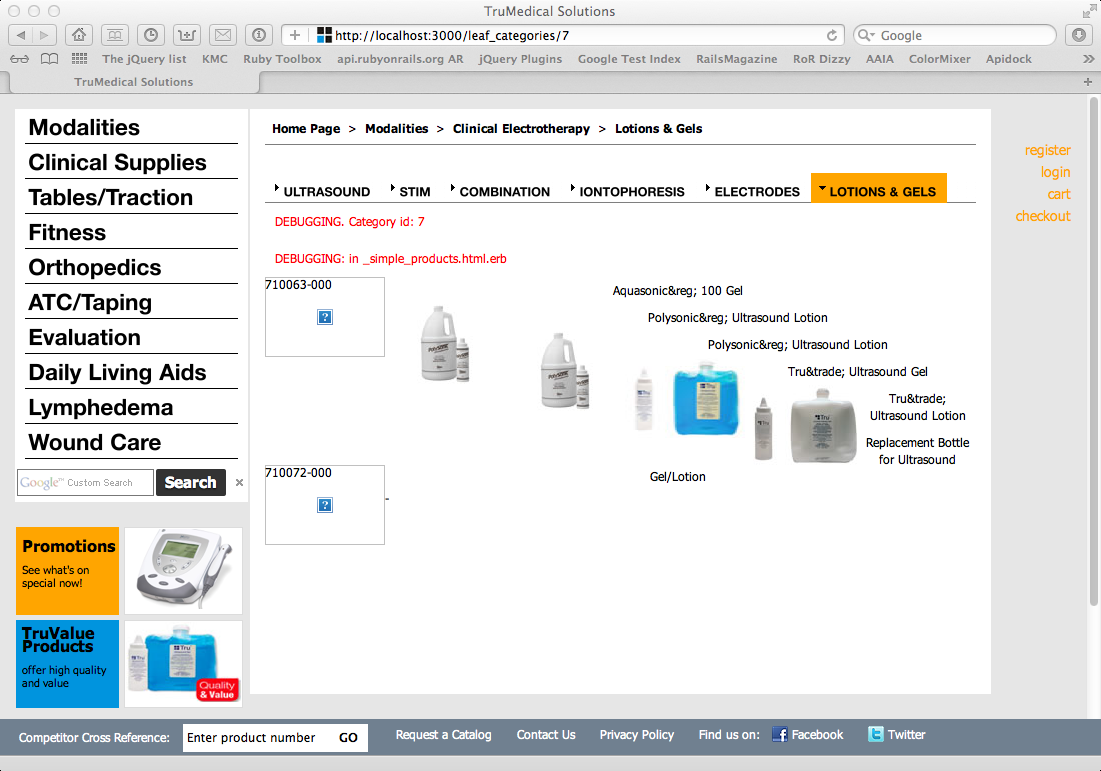 TruMedical Solutions
http://localhost:3000/leaf_categories/7
Google
The jQuery list KMC Ruby Toolbox api.rubyonrails.org AR jQuery Plugins Google Test Index RailsMagazine RoR Dizzy AAIA ColorMixer Apidock
TruMedical Solutions
Modalities
Clinical Supplies
Tables/Traction
Fitness
Orthopedics
ATC/Taping
Evaluation
Daily Living Aids
Lymphedema
Wound Care
Google™ Custom Search
Search
Promotions
See what's on
special now!
TruValue
Products
offer high quality
and value
Quality
& Value
Home Page > Modalities > Clinical Electrotherapy > Lotions & Gels
register
login
cart
checkout
ULTRASOUND STIM COMBINATION IONTOPHORESIS ELECTRODES LOTIONS & GELS
DEBUGGING. Category id: 7
DEBUGGING: in _simple_products.html.erb
710063-000
Aquasonic&reg; 100 Gel
Polysonic&reg; Ultrasound Lotion
Polysonic&reg; Ultrasound Lotion
Tru&trade; Ultrasound Gel
Tru&trade;
Ultrasound Lotion
Replacement Bottle
for Ultrasound
Gel/Lotion
710072-000
-
Competitor Cross Reference: Enter product number GO Request a Catalog Contact Us Privacy Policy Find us on: Facebook Twitter